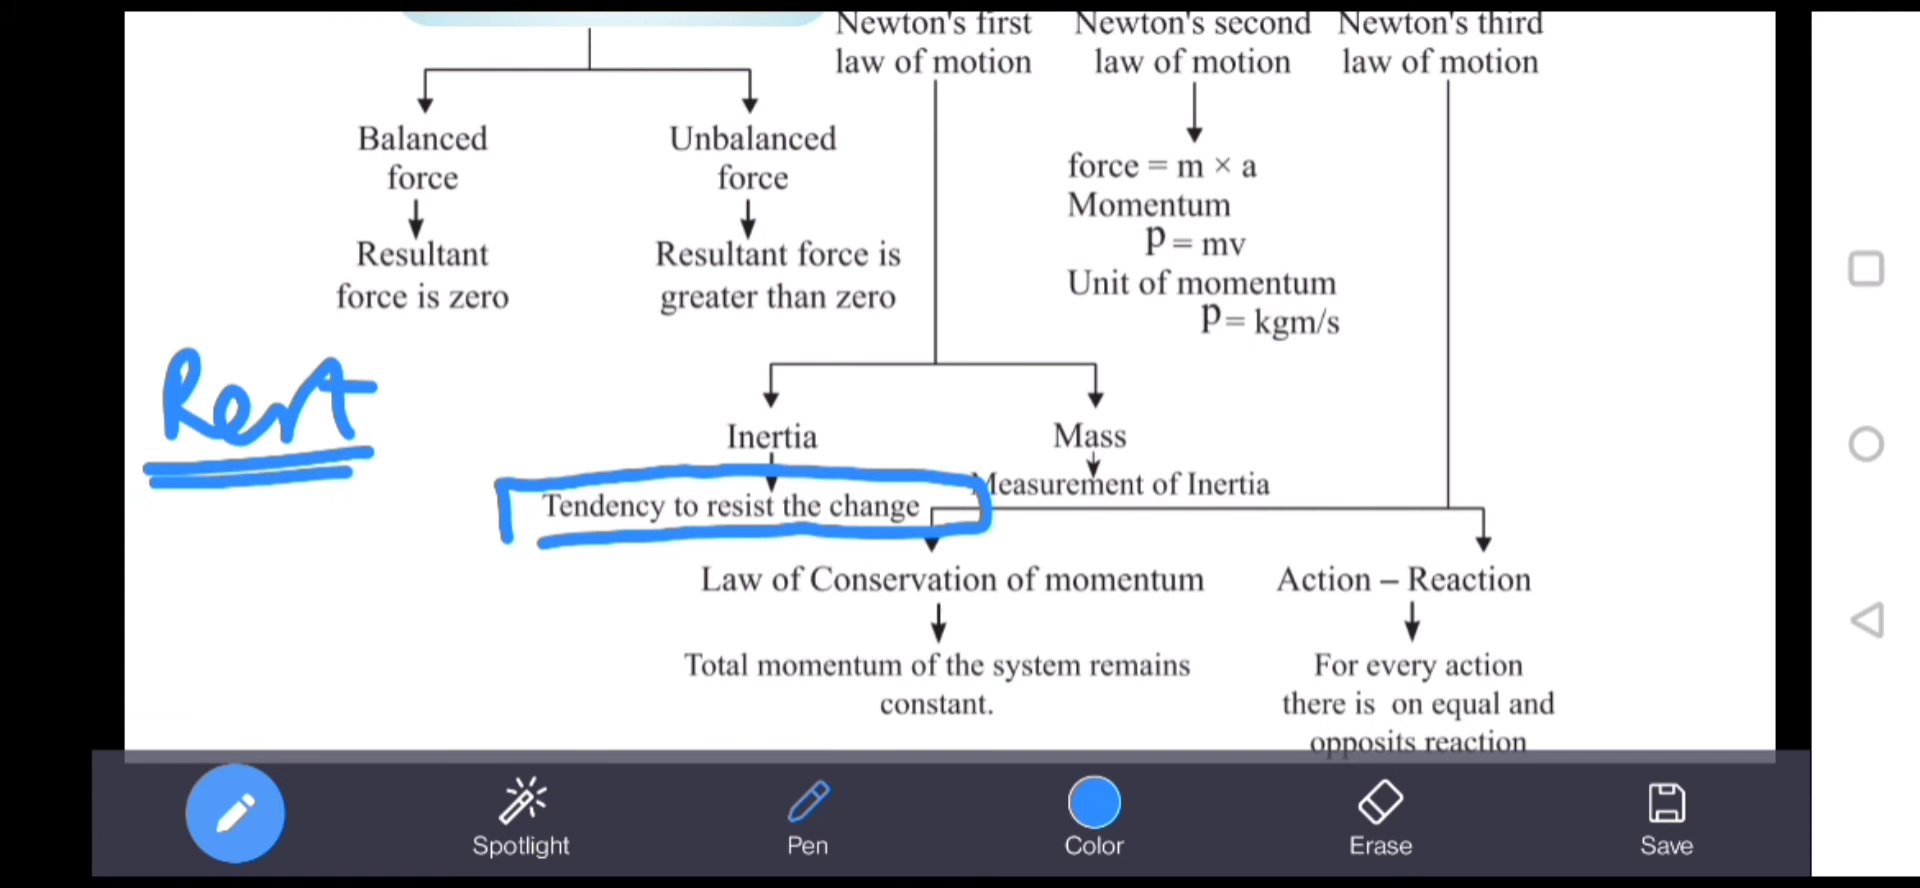 Newton's first
law of motion
Newton's second
law of motion
Newton's third
law of motion
Balanced
force
Resultant
force is zero
Unbalanced
force
Resultant force is
greater than zero
force = m × a
Momentum
p = mv
Unit of momentum
p = kgm/s
Rest
Inertia
Tendency to resist the change
Mass
Measurement of Inertia
Law of Conservation of momentum
Total momentum of the system remains
constant.
Action – Reaction
For every action
there is on equal and
opposits reaction
Spotlight
Pen
Color
Erase
Save